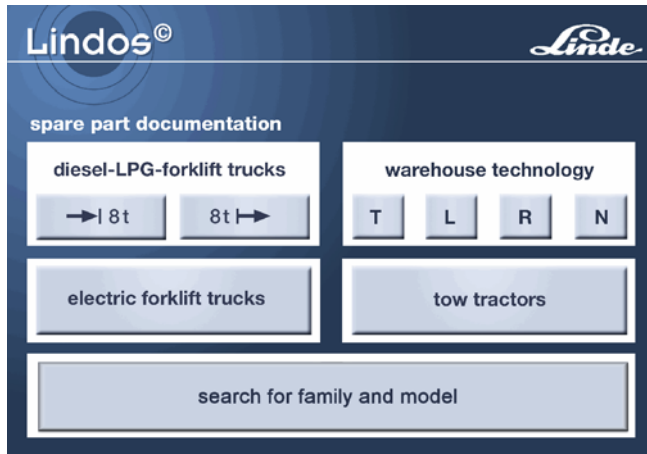 Lindos©
Linde
spare part documentation
diesel-LPG-forklift trucks
→| 8t
8t |→
warehouse technology
T L R N
electric forklift trucks
tow tractors
search for family and model